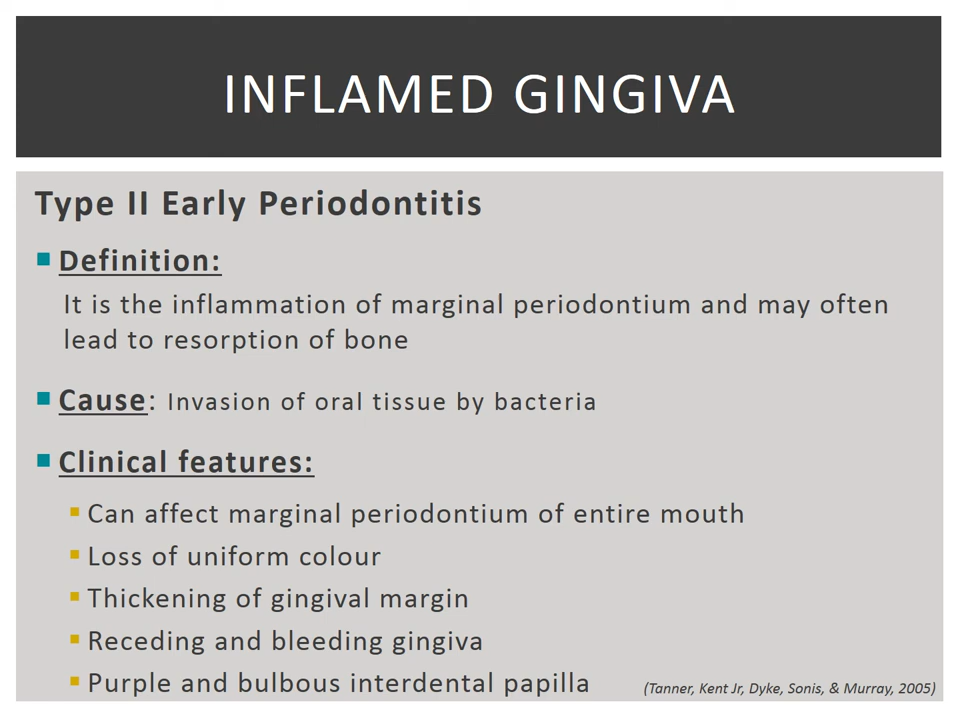 INFLAMED GINGIVA
Type II Early Periodontitis
Definition:
It is the inflammation of marginal periodontium and may often
lead to resorption of bone
Cause: Invasion of oral tissue by bacteria
Clinical features:
Can affect marginal periodontium of entire mouth
Loss of uniform colour
Thickening of gingival margin
Receding and bleeding gingiva
Purple and bulbous interdental papilla
(Tanner, Kent Jr, Dyke, Sonis, & Murray, 2005)